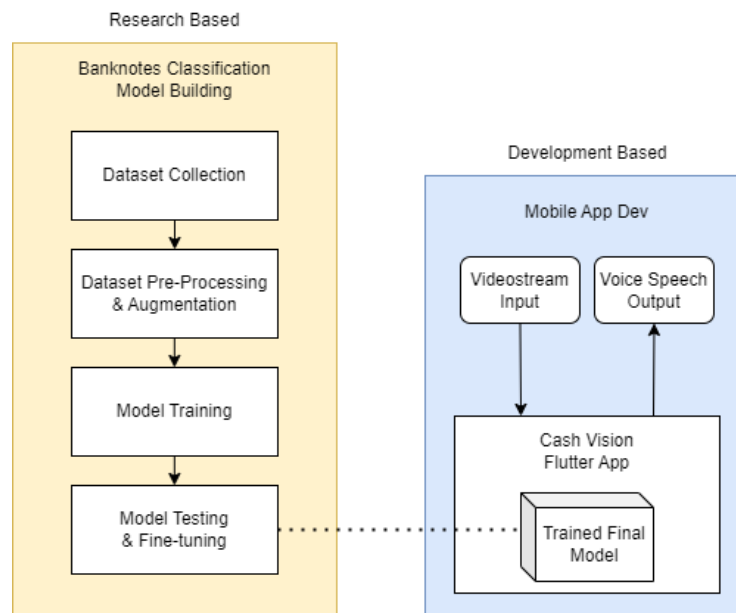 Research Based
Banknotes Classification
Model Building
Dataset Collection
Dataset Pre-Processing
& Augmentation
Model Training
Model Testing
& Fine-tuning
Development Based
Mobile App Dev
Videostream
Input
Voice Speech
Output
Cash Vision
Flutter App
Trained Final
Model